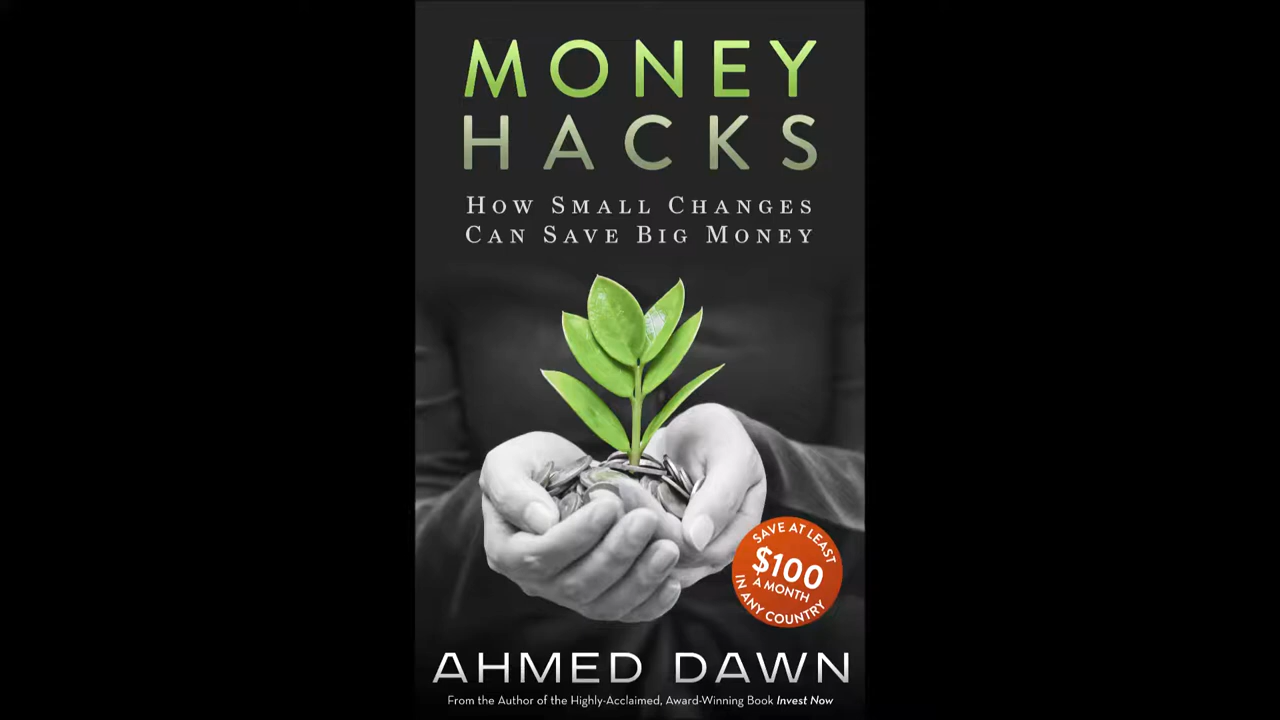 MONEY
HACKS
HOW SMALL CHANGES
CAN SAVE BIG MONEY
SAVE AT LEAST
$100
A MONTH
IN ANY COUNTRY
AHMED DAWN
From the Author of the Highly-Acclaimed, Award-Winning Book Invest Now